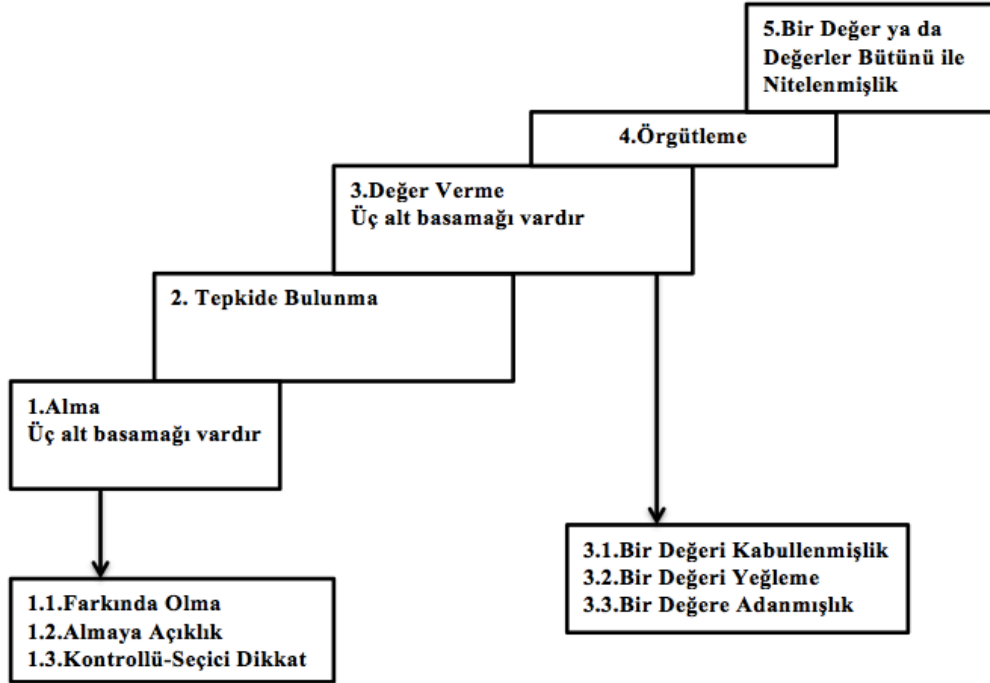 5.Bir Değer ya da
Değerler Bütünü ile
Nitelenmişlik
4.Örgütleme
3.Değer Verme
Üç alt basamağı vardır
2. Tepkide Bulunma
1.Alma
Üç alt basamağı vardır
3.1.Bir Değeri Kabullenmişlik
3.2.Bir Değeri Yeğleme
3.3.Bir Değere Adanmışlık
1.1.Farkında Olma
1.2.Almaya Açıklık
1.3.Kontrollü-Seçici Dikkat